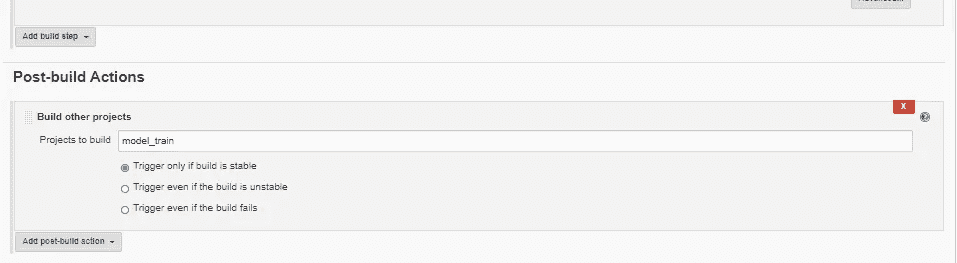 Add build step
Post-build Actions
X
Build other projects
Projects to build
model_train
Trigger only if build is stable
Trigger even if the build is unstable
Trigger even if the build fails
Add post-build action